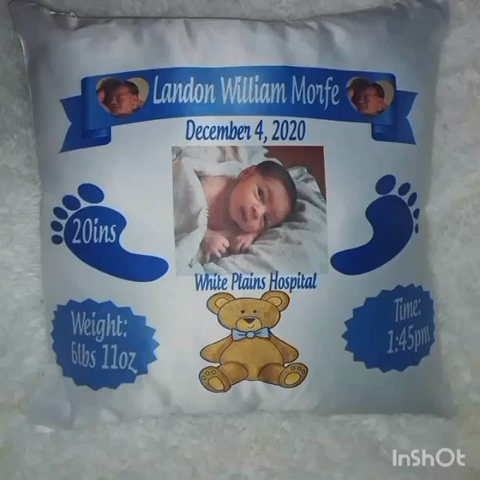 Landon William Morfe
December 4, 2020
20ins
White Plains Hospital
Weight:
6lbs 11oz
Time:
1:45pm
InShOt